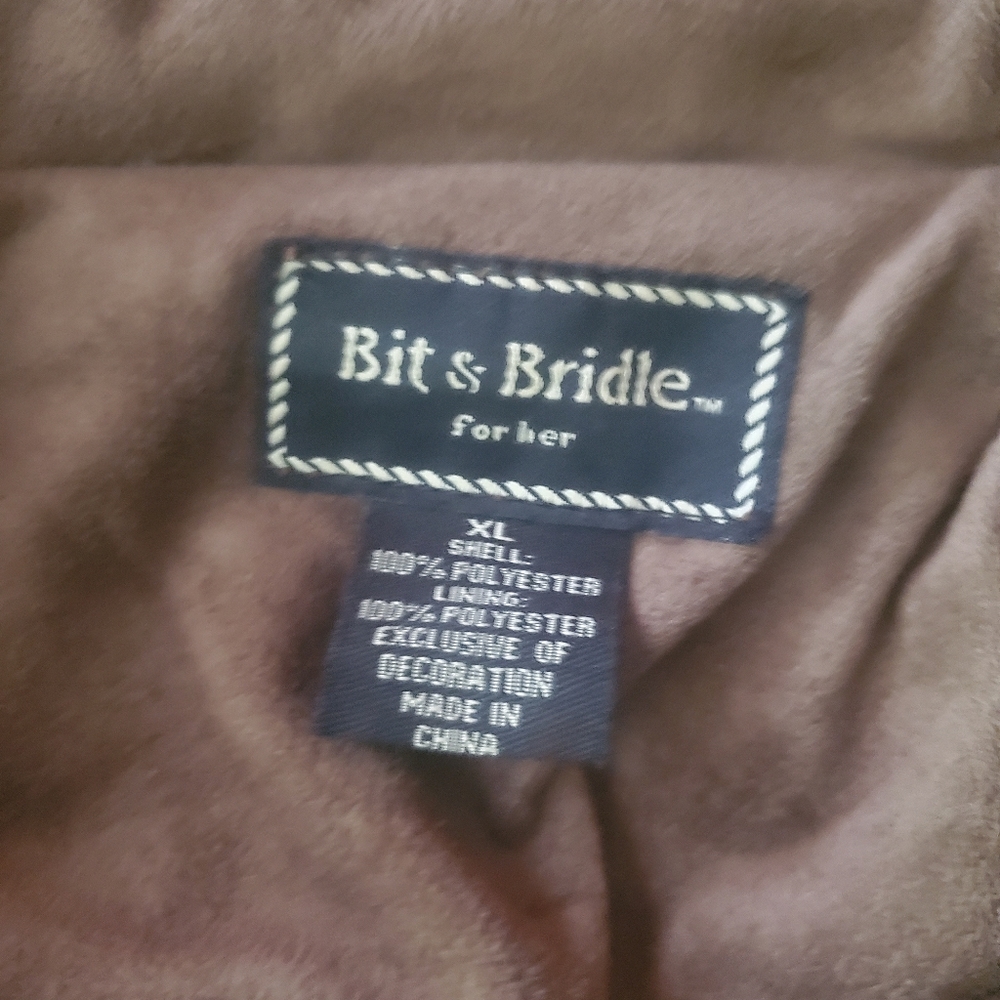 Bit & Bridle™
for her
XL
SHELL:
100% POLYESTER
LINING:
100% POLYESTER
EXCLUSIVE OF
DECORATION
MADE IN
CHINA